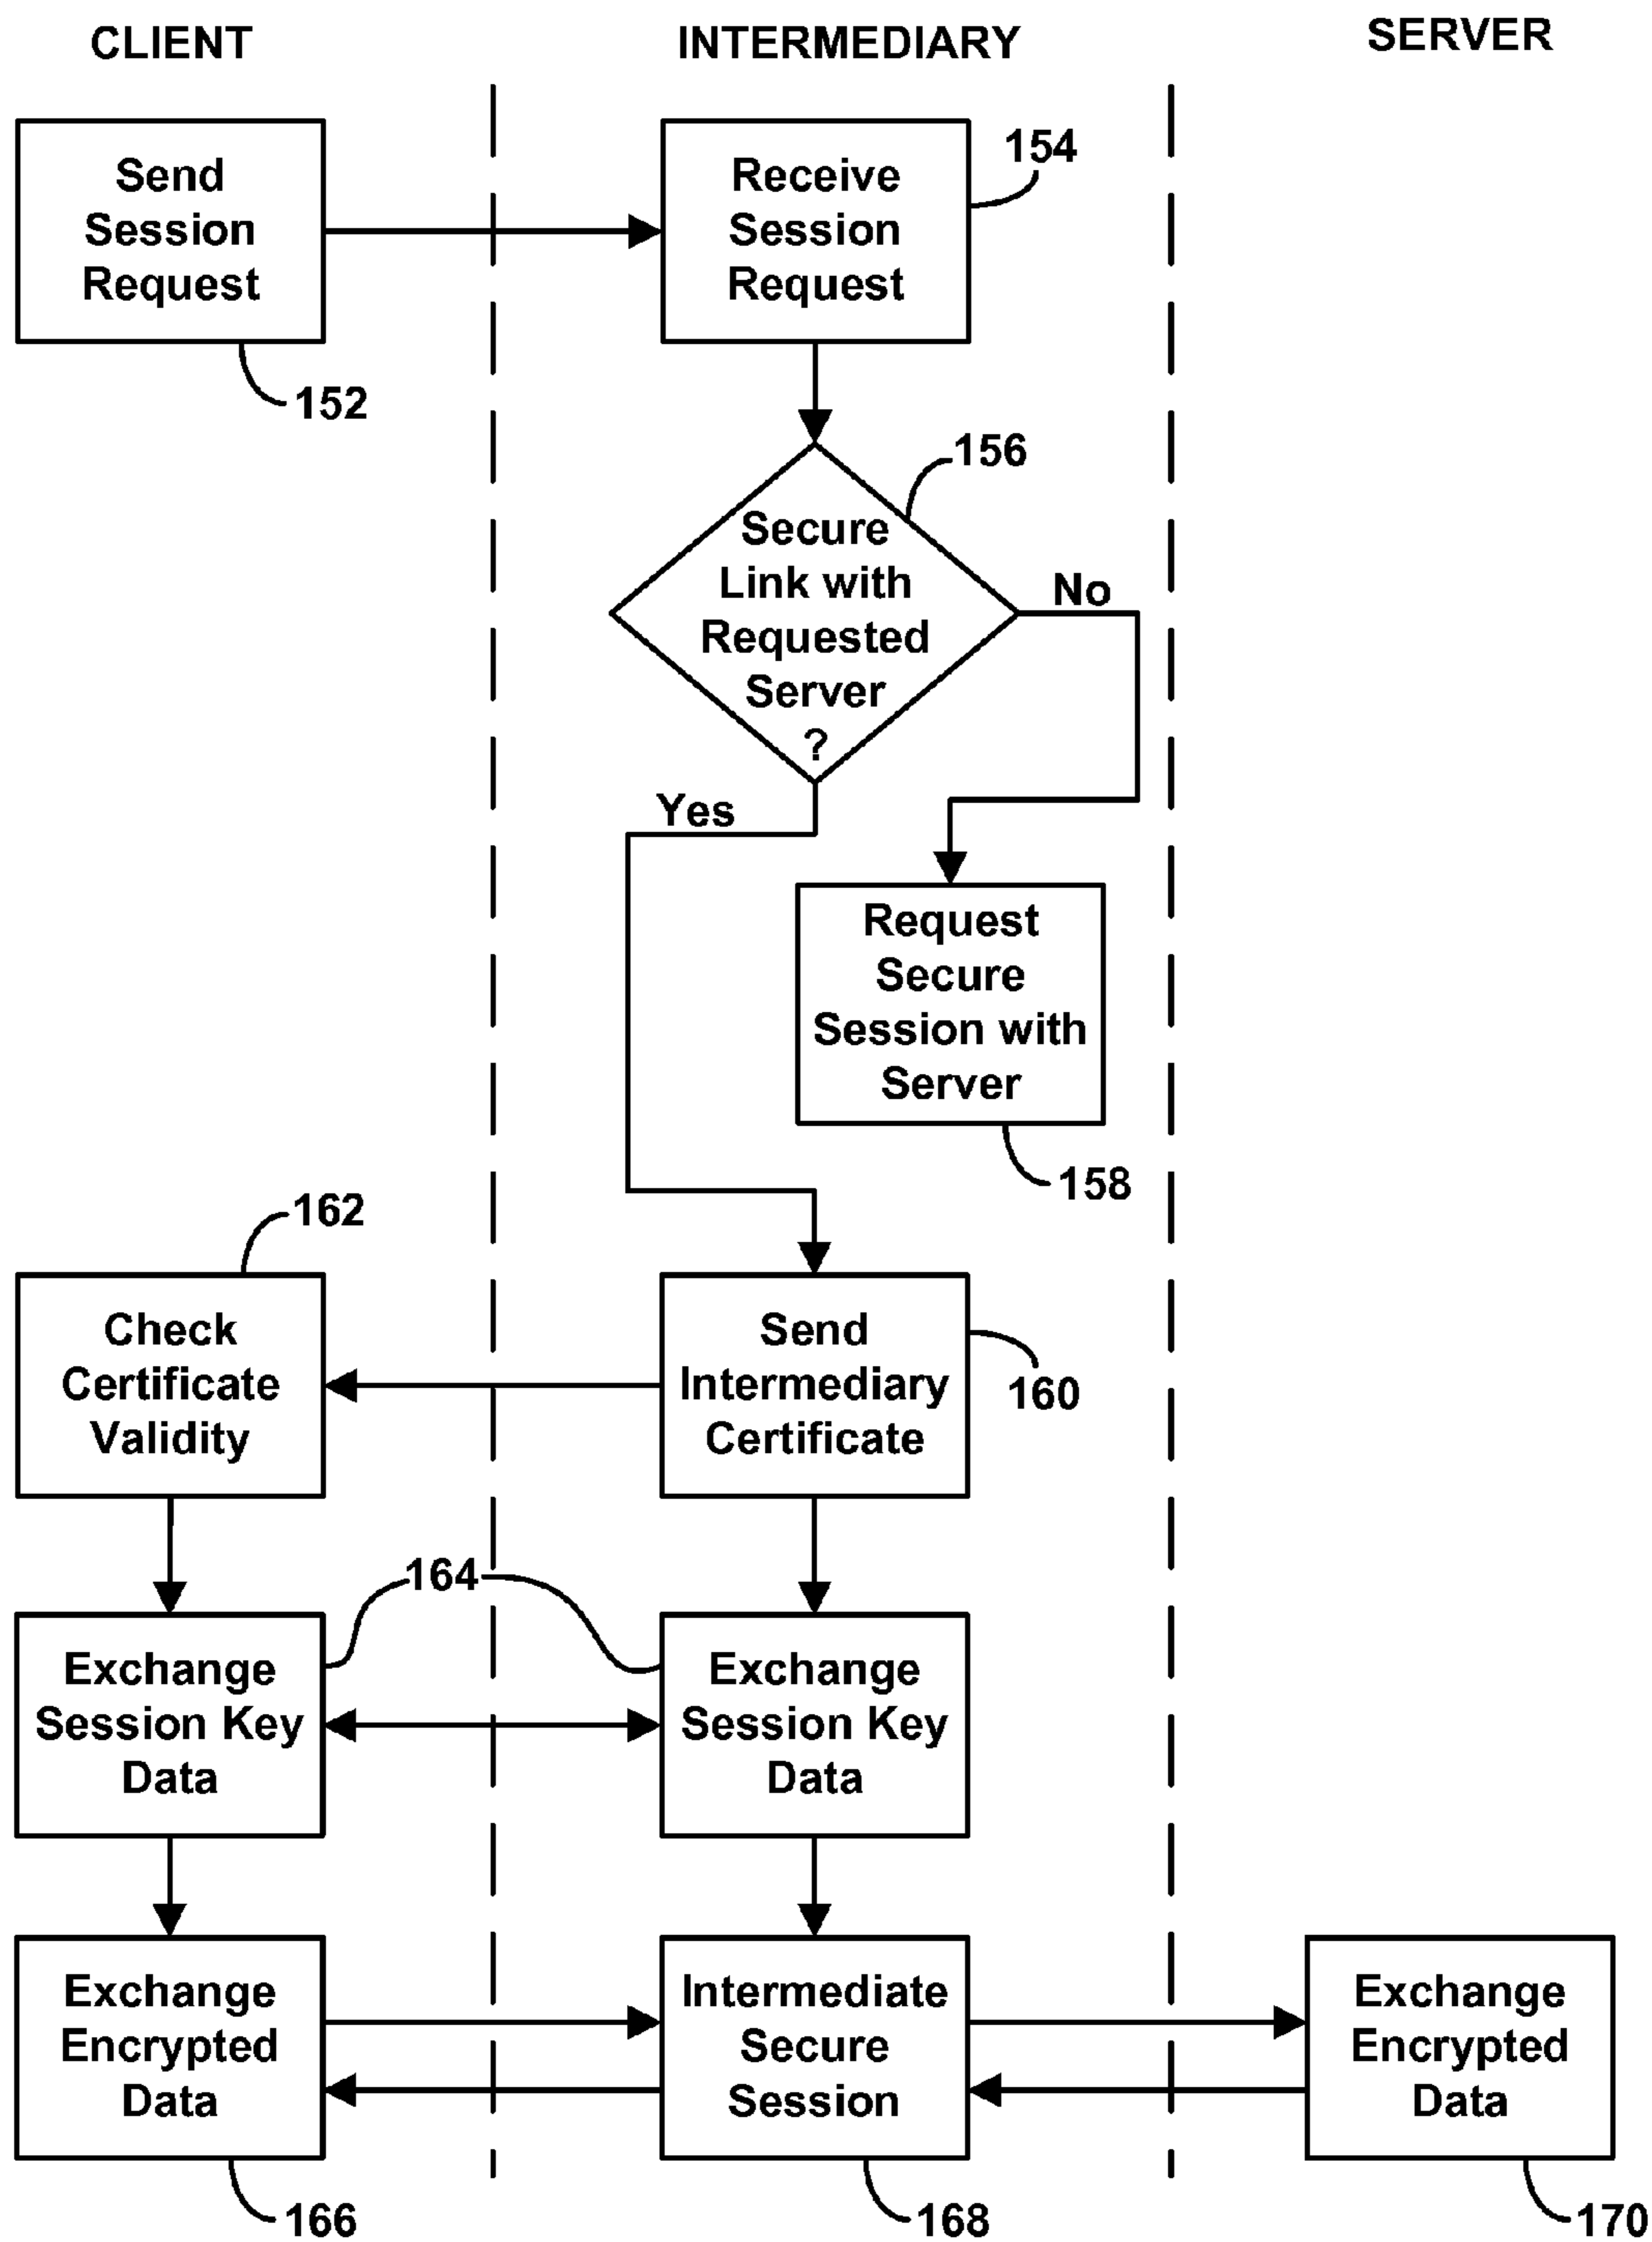 CLIENT
INTERMEDIARY
SERVER
Send
Session
Request
152
Receive
Session
Request
154
156
Secure
Link with
Requested
Server
?
No
Yes
Request
Secure
Session with
Server
158
162
Check
Certificate
Validity
Send
Intermediary
Certificate
160
164
Exchange
Session Key
Data
Exchange
Session Key
Data
Exchange
Encrypted
Data
166
Intermediate
Secure
Session
168
Exchange
Encrypted
Data
170